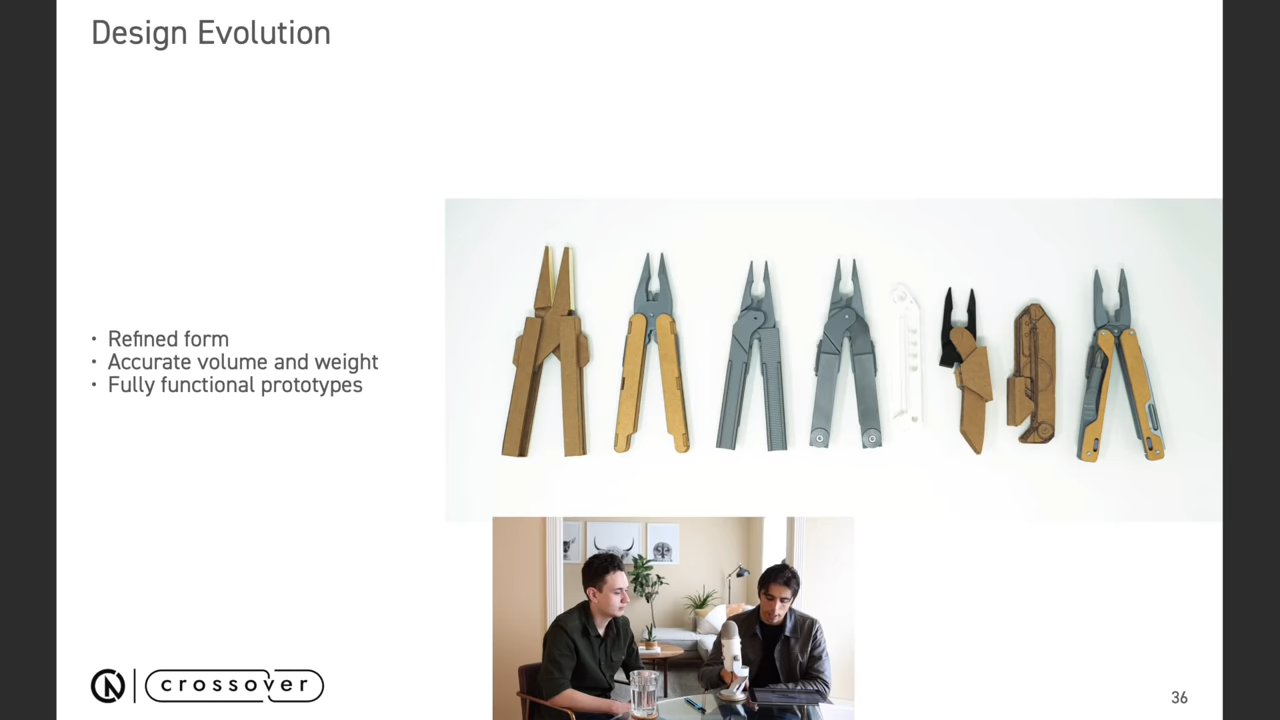 Design Evolution
• Refined form
• Accurate volume and weight
• Fully functional prototypes
crossover
36